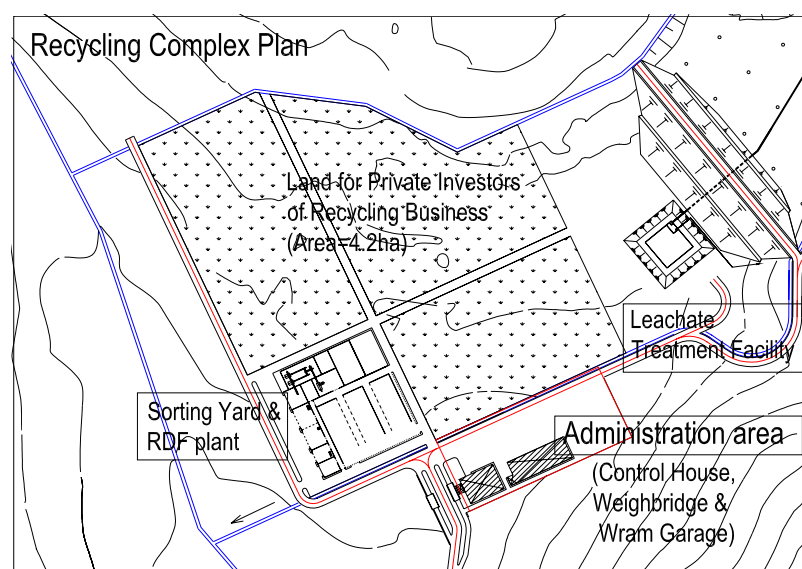 Recycling Complex Plan
Land for Private Investors
of Recycling Business
(Area=4.2ha)
Leachate
Treatment Facility
Sorting Yard &
RDF plant
Administration area
(Control House,
Weighbridge &
Wram Garage)